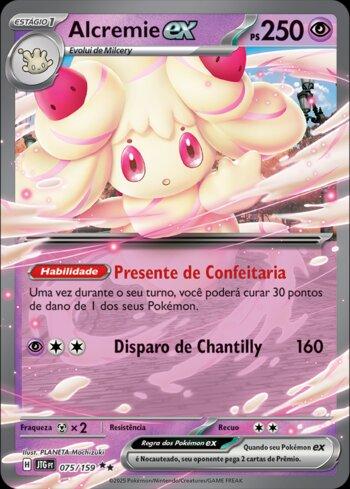 ESTÁGIO 1
Alcremie ex
PS 250
Evolui de Milcery
Habilidade Presente de Confeitaria
Uma vez durante o seu turno, você poderá curar 30 pontos
de dano de 1 dos seus Pokémon.
Disparo de Chantilly 160
Fraqueza ×2 Resistência Recuo
Ilust. PLANETA Mochizuki
Regra dos Pokémon ex
Quando seu Pokémon ex
é Nocauteado, seu oponente pega 2 cartas de Prêmio.
H JTG PT 075/159 ★★
©2025 Pokémon/Nintendo/Creatures/GAME FREAK